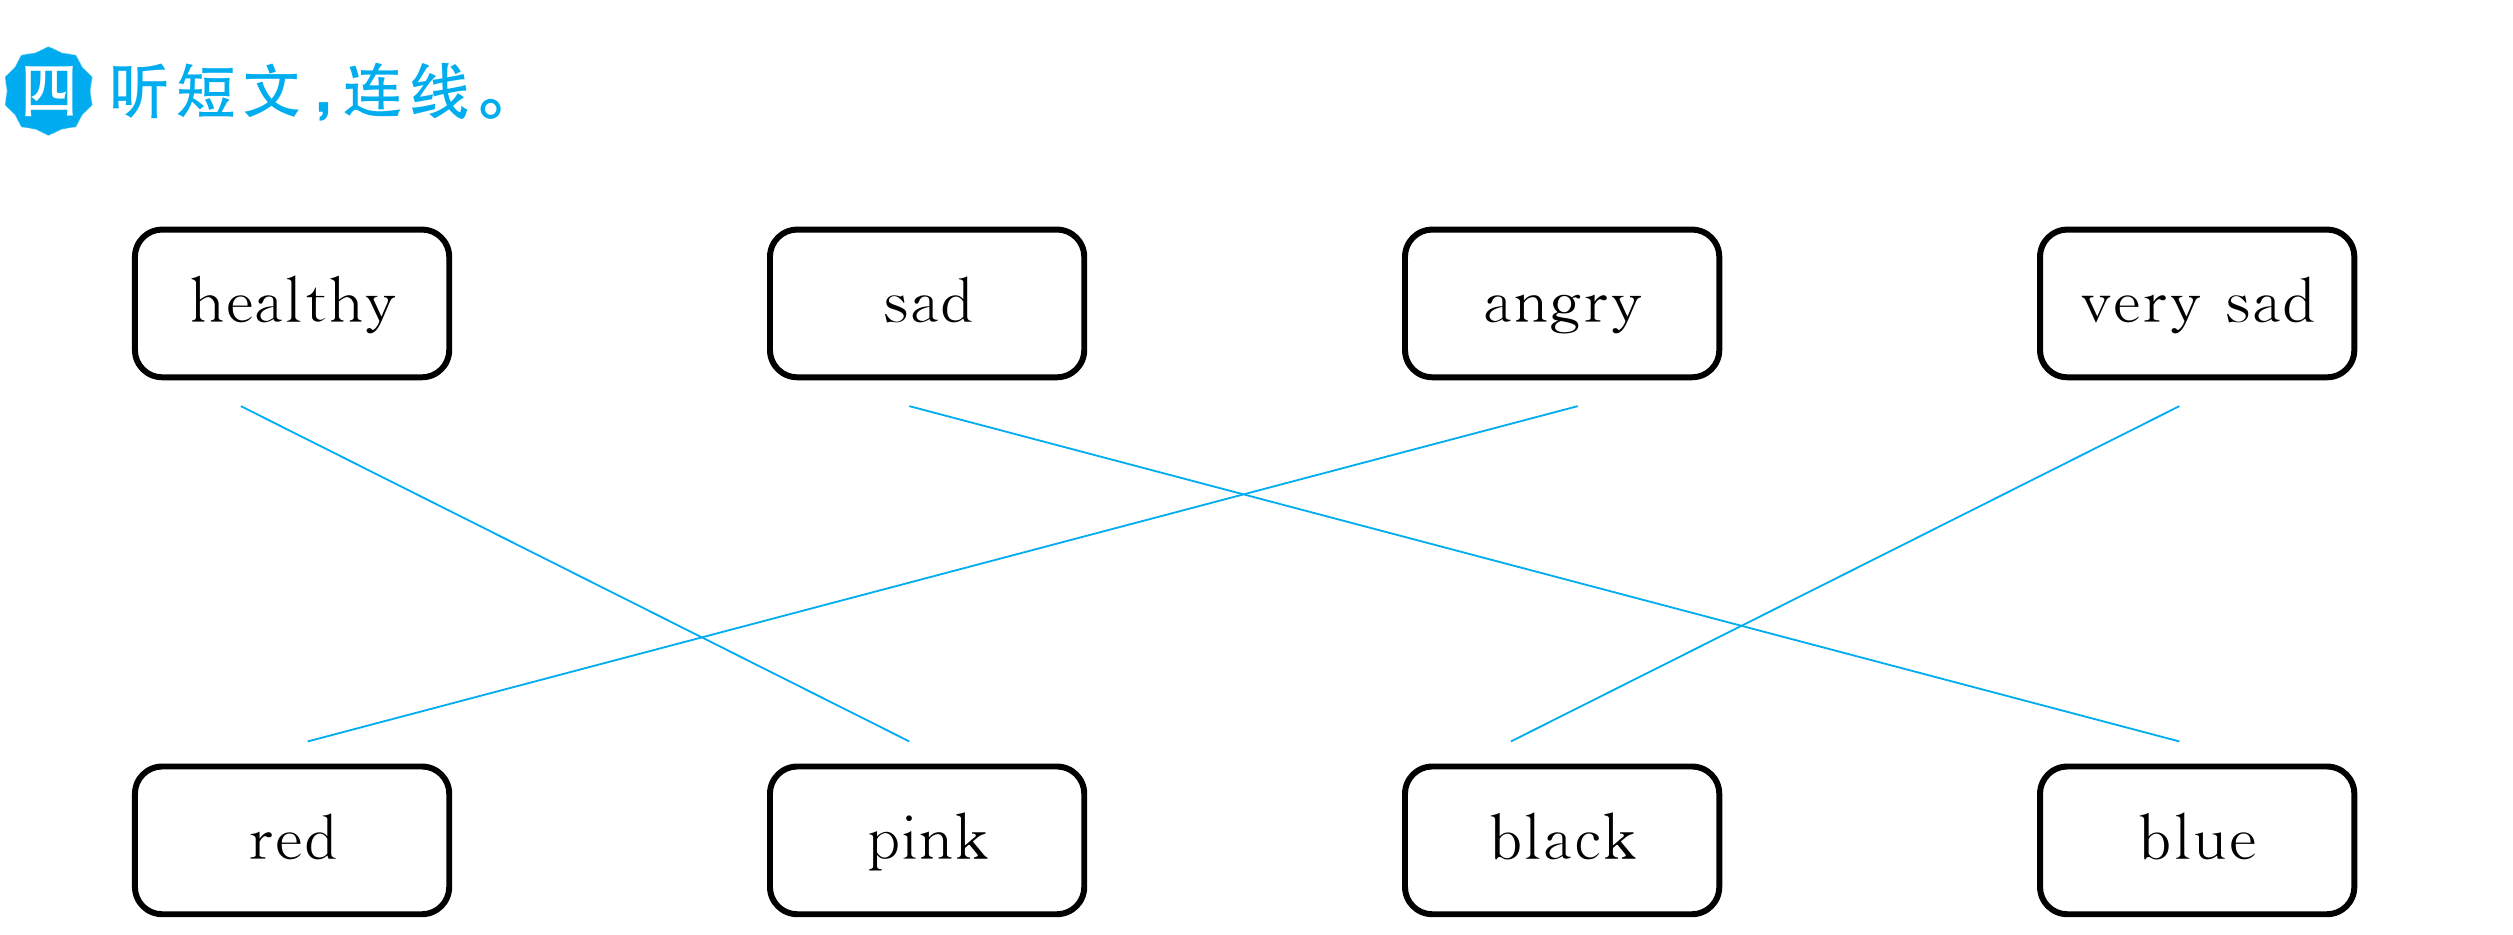 四 听短文,连线。
healthy sad angry very sad
red pink black blue